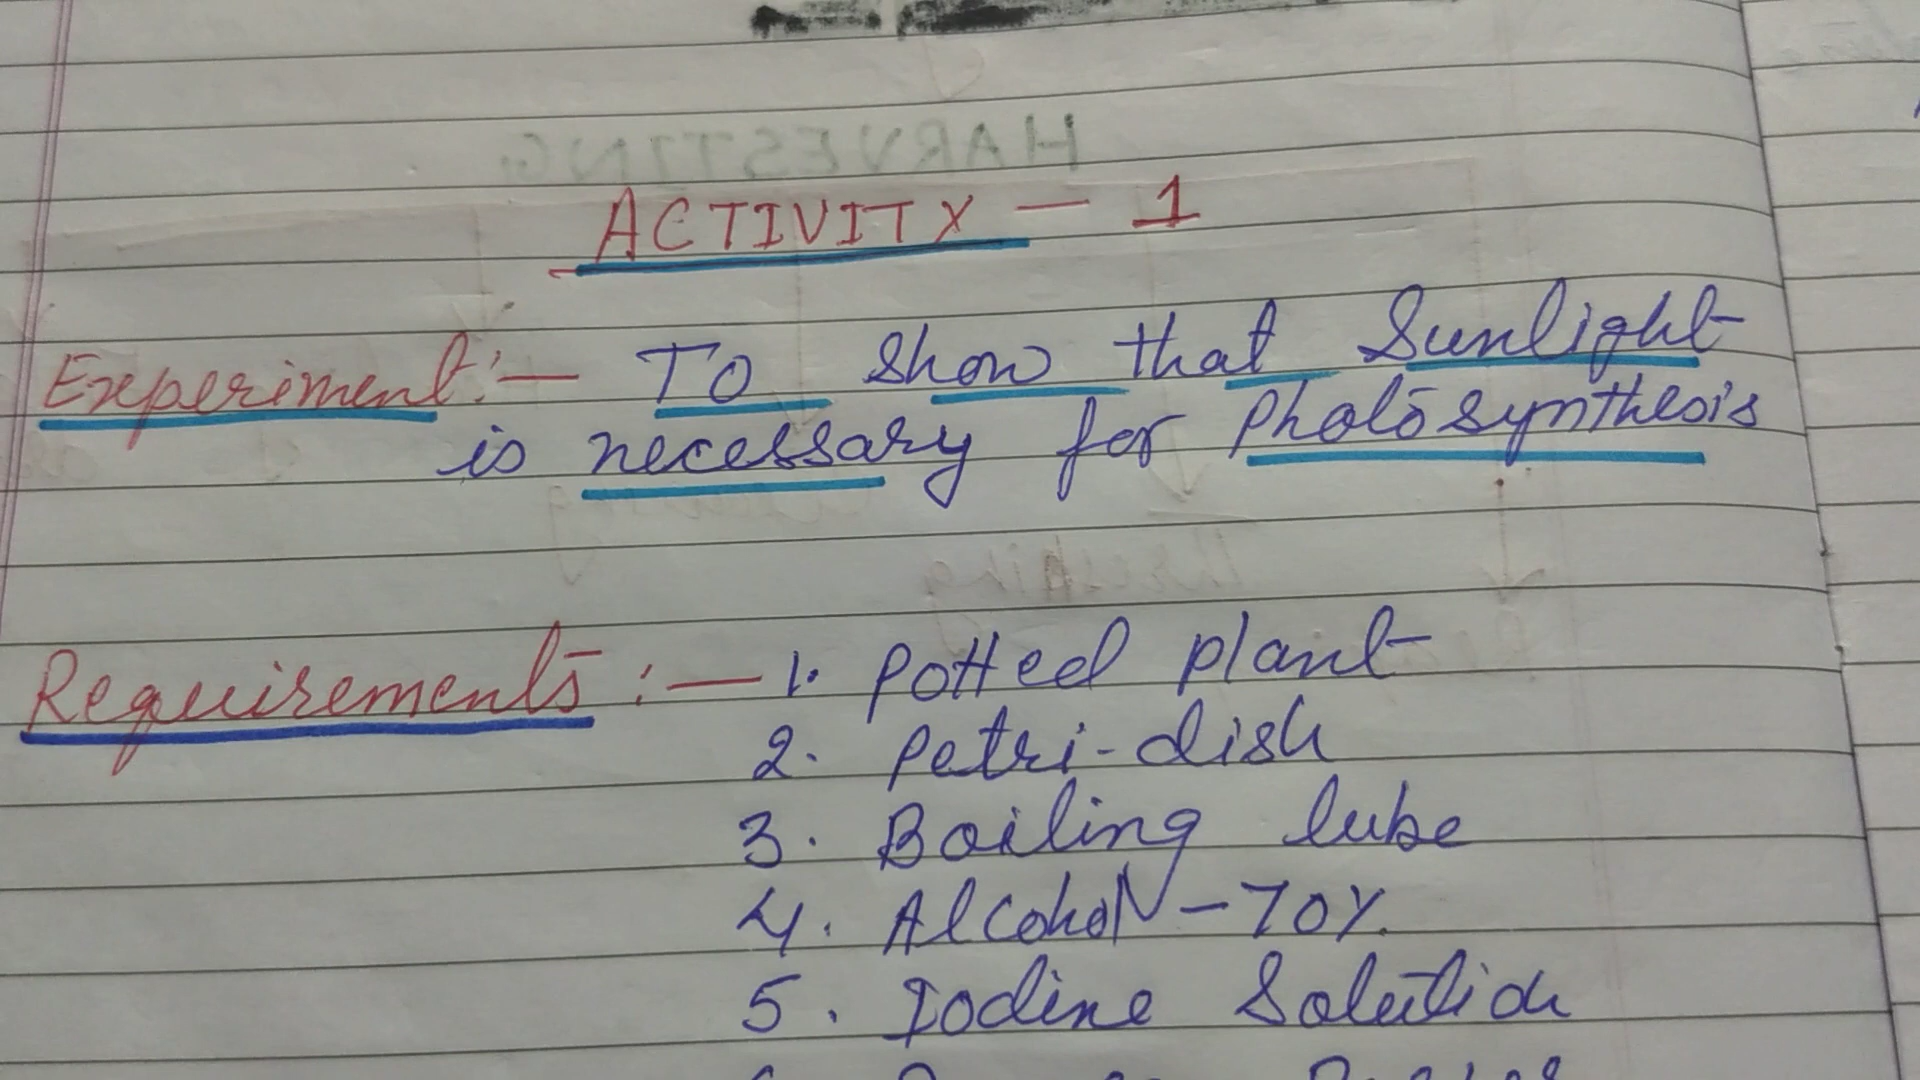 ACTIVITY - 1
Experiment:- To show that Sunlight
is necessary for Photosynthesis
Requirements :- 1. Potted plant
2. Petri-dish
3. Boiling tube
4. Alcohol - 70%
5. Iodine Solution